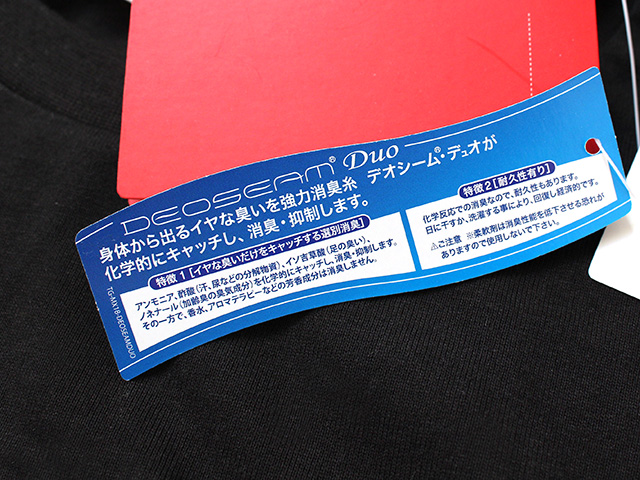 DEOSEAM® Duo
身体から出るイヤな臭いを強力消臭糸 デオシーム®・デュオが
化学的にキャッチし、消臭・抑制します。
特徴1[イヤな臭いだけをキャッチする選別消臭]
アンモニア、酢酸(汗、尿などの分解物質)、イソ吉草酸(足の臭い)、
ノネナール(加齢臭の臭気成分)を化学的にキャッチし、消臭・抑制します。
その一方で、香水、アロマテラピーなどの芳香成分は消臭しません。
特徴2[耐久性有り]
化学反応での消臭なので、耐久性もあります。
日に干すか、洗濯する事により、回復し経済的です。
⚠ご注意 ※柔軟剤は消臭性能を低下させる恐れが
ありますので使用しないで下さい。
TG-MX18-DEOSEAM(DUO)